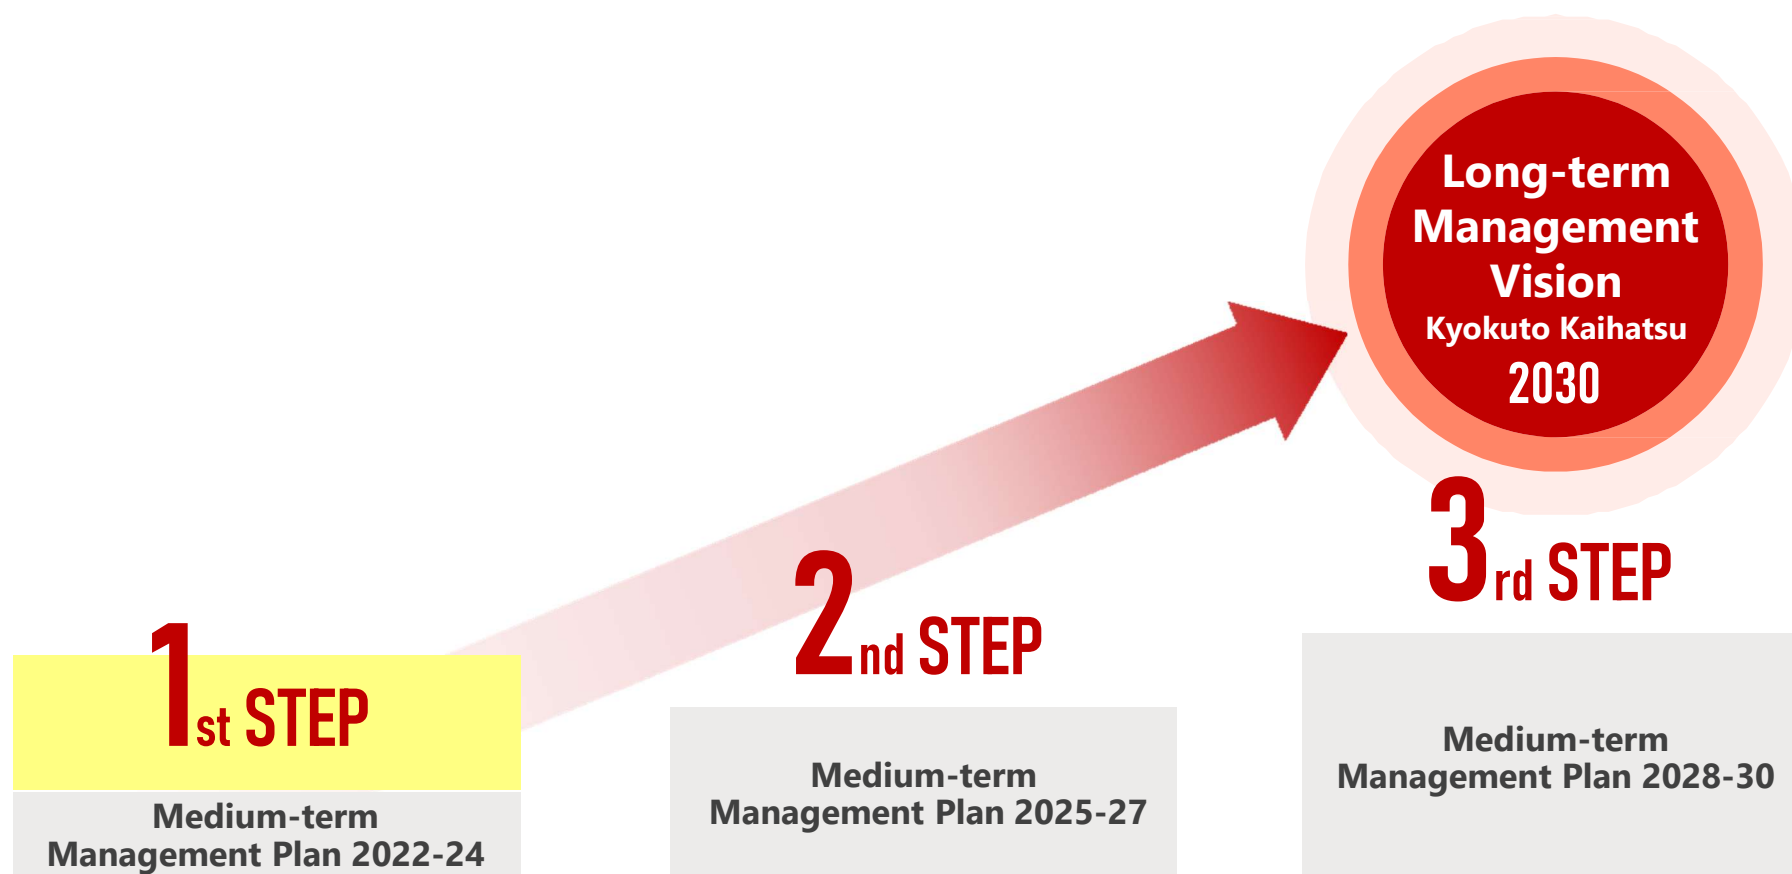 Long-term
Management
Vision
Kyokuto Kaihatsu
2030
1st STEP
Medium-term
Management Plan 2022-24
2nd STEP
Medium-term
Management Plan 2025-27
3rd STEP
Medium-term
Management Plan 2028-30